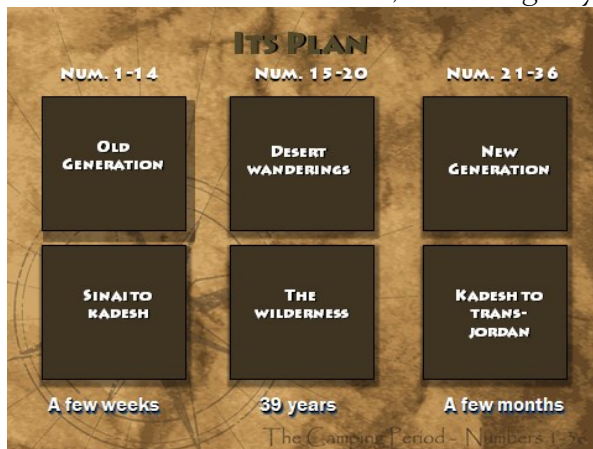 ITS PLAN
NUM. 1-14 NUM. 15-20 NUM. 21-36
OLD
GENERATION
DESERT
WANDERINGS
NEW
GENERATION
SINAI TO
KADESH
THE
WILDERNESS
KADESH TO
TRANS-
JORDAN
A few weeks 39 years A few months
The Camping Period - Numbers 1-36